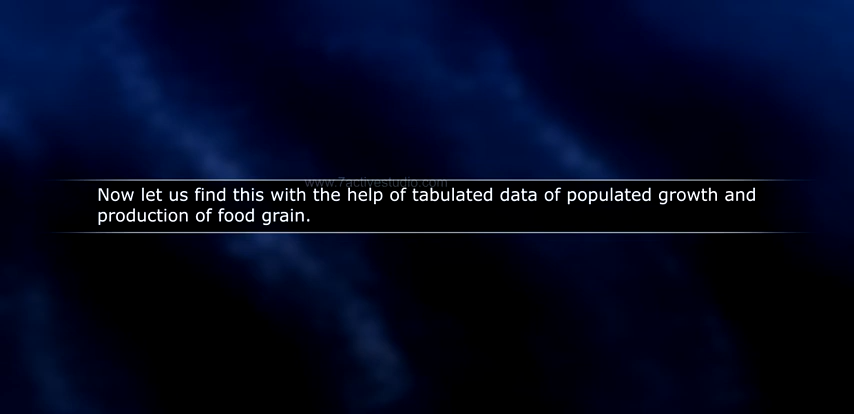 www.7activestudio.com
Now let us find this with the help of tabulated data of populated growth and
production of food grain.